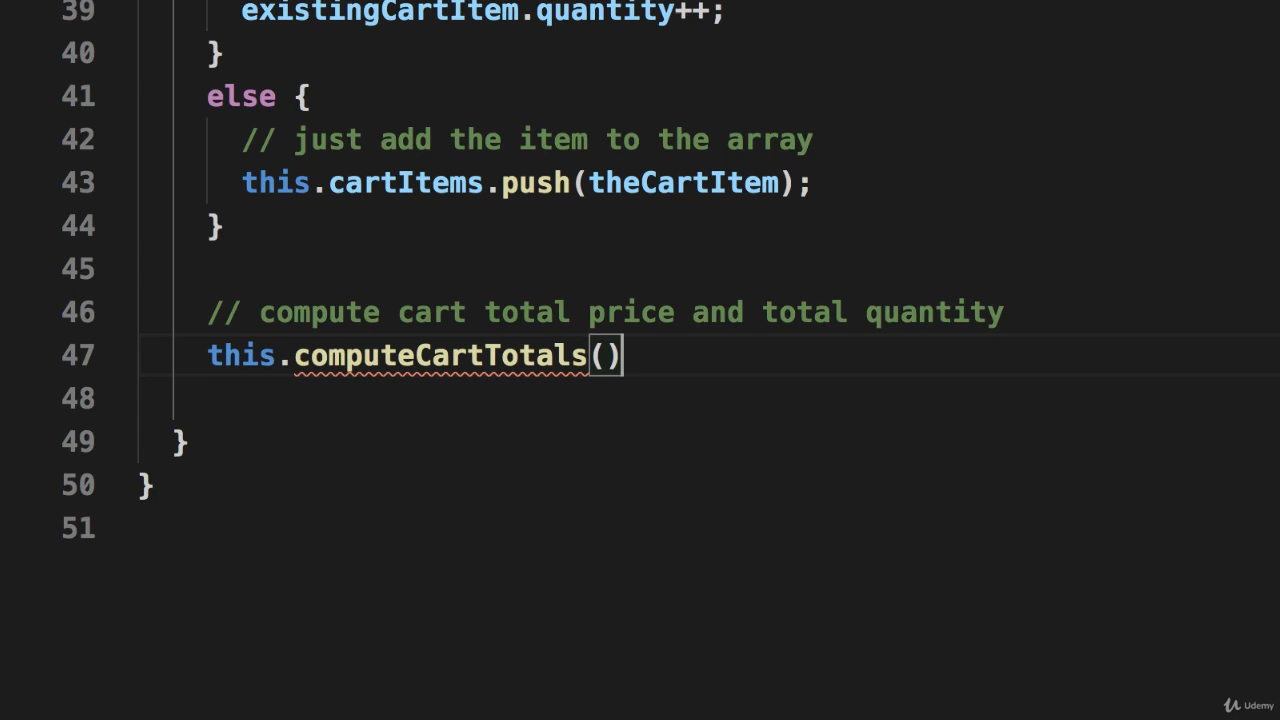 39 existingCartItem.quantity++;
40 }
41 else {
42 // just add the item to the array
43 this.cartItems.push(theCartItem);
44 }
45
46 // compute cart total price and total quantity
47 this.computeCartTotals()
48
49 }
50 }
51
Udemy